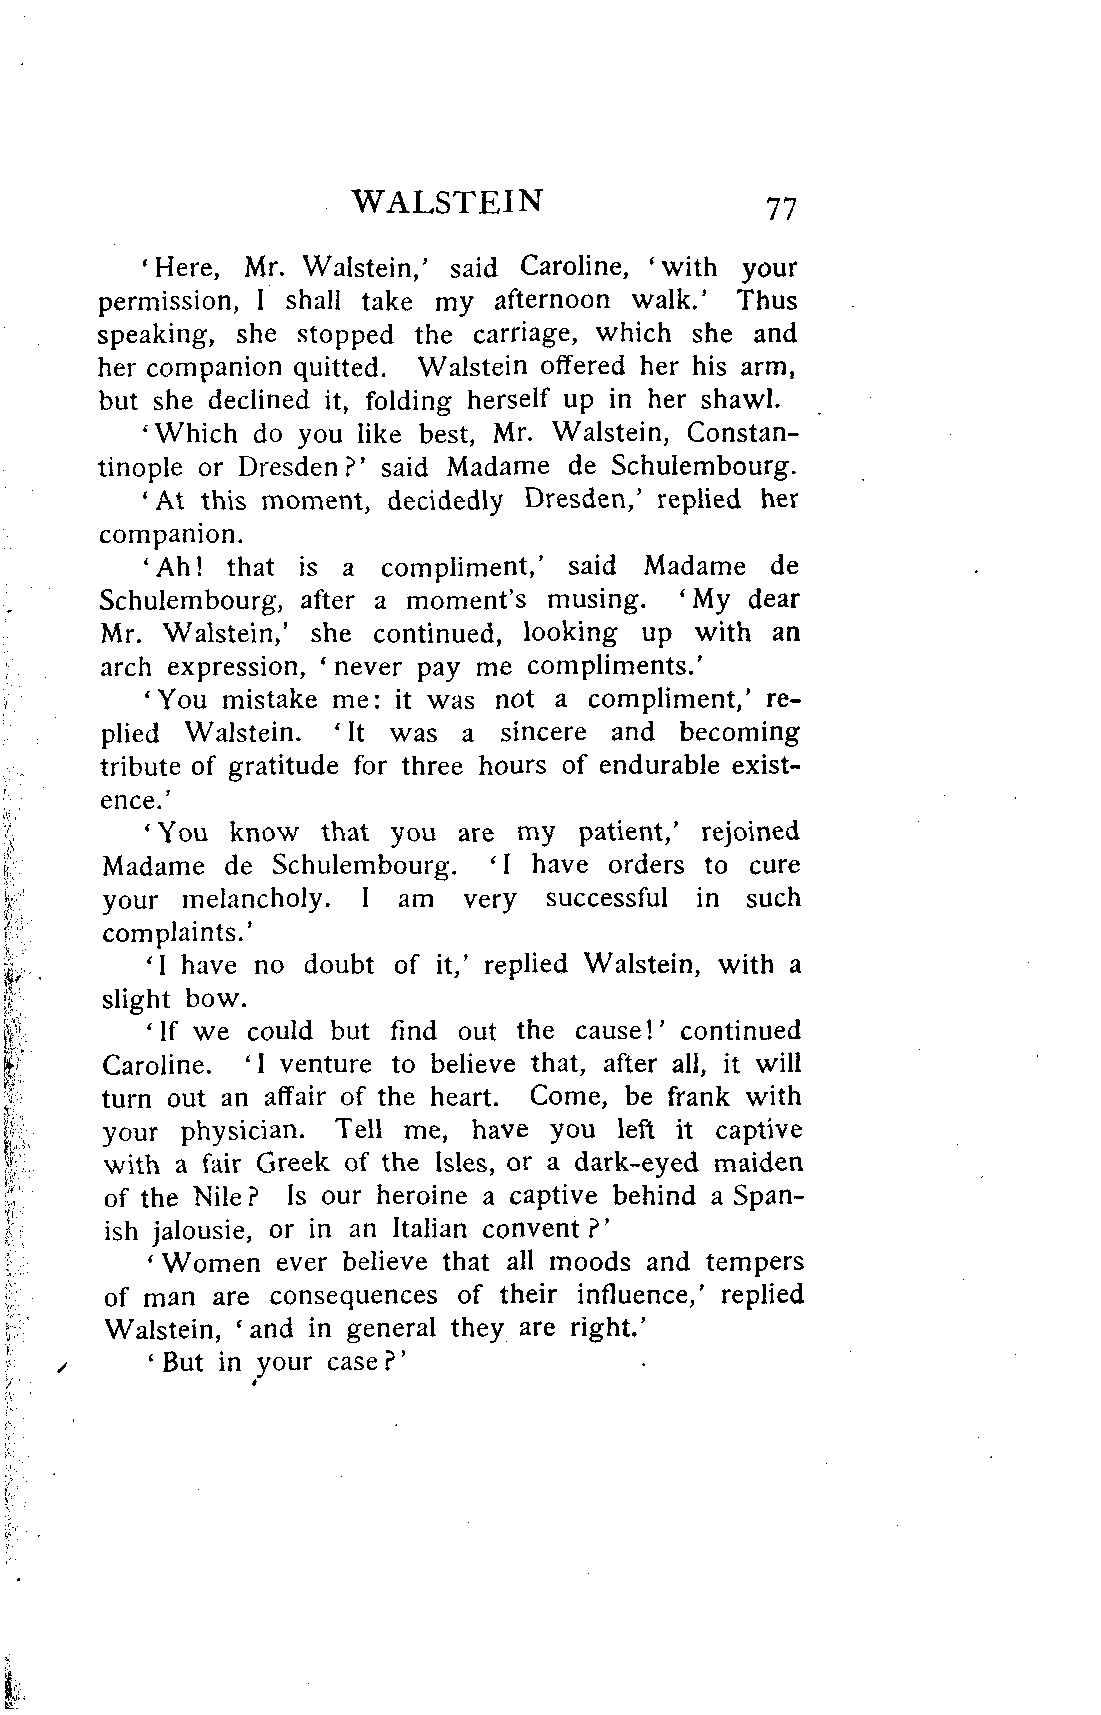 WALSTEIN 77
‘Here, Mr. Walstein,’ said Caroline, ‘with your
permission, I shall take my afternoon walk.’ Thus
speaking, she stopped the carriage, which she and
her companion quitted. Walstein offered her his arm,
but she declined it, folding herself up in her shawl.
‘Which do you like best, Mr. Walstein, Constan-
tinople or Dresden?’ said Madame de Schulembourg.
‘At this moment, decidedly Dresden,’ replied her
companion.
‘Ah! that is a compliment,’ said Madame de
Schulembourg, after a moment's musing. ‘My dear
Mr. Walstein,’ she continued, looking up with an
arch expression, ‘never pay me compliments.’
‘You mistake me: it was not a compliment,’ re-
plied Walstein. ‘It was a sincere and becoming
tribute of gratitude for three hours of endurable exist-
ence.’
‘You know that you are my patient,’ rejoined
Madame de Schulembourg. ‘I have orders to cure
your melancholy. I am very successful in such
complaints.’
‘I have no doubt of it,’ replied Walstein, with a
slight bow.
‘If we could but find out the cause!’ continued
Caroline. ‘I venture to believe that, after all, it will
turn out an affair of the heart. Come, be frank with
your physician. Tell me, have you left it captive
with a fair Greek of the Isles, or a dark-eyed maiden
of the Nile? Is our heroine a captive behind a Span-
ish jalousie, or in an Italian convent?’
‘Women ever believe that all moods and tempers
of man are consequences of their influence,’ replied
Walstein, ‘and in general they are right.’
‘But in your case?’